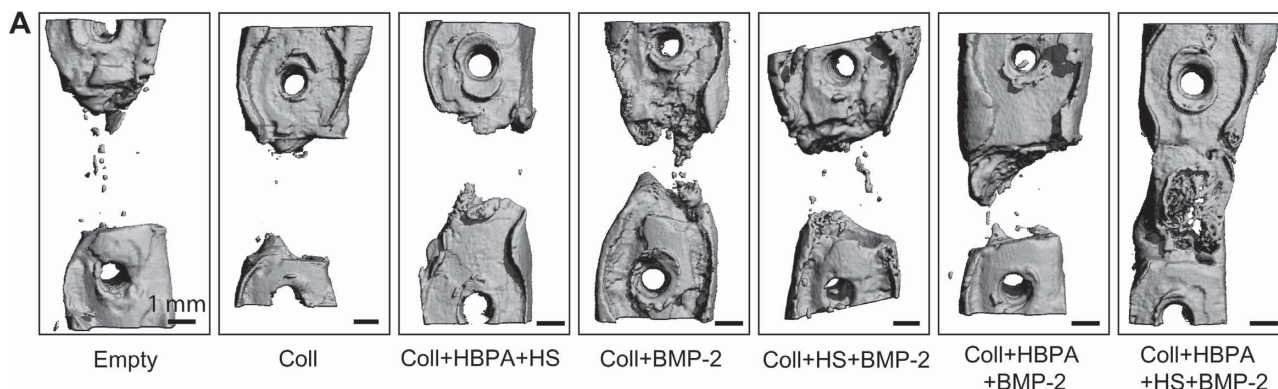 A
1 mm
Empty
Coll
Coll+HBPA+HS
Coll+BMP-2
Coll+HS+BMP-2
Coll+HBPA
+BMP-2
Coll+HBPA
+HS+BMP-2